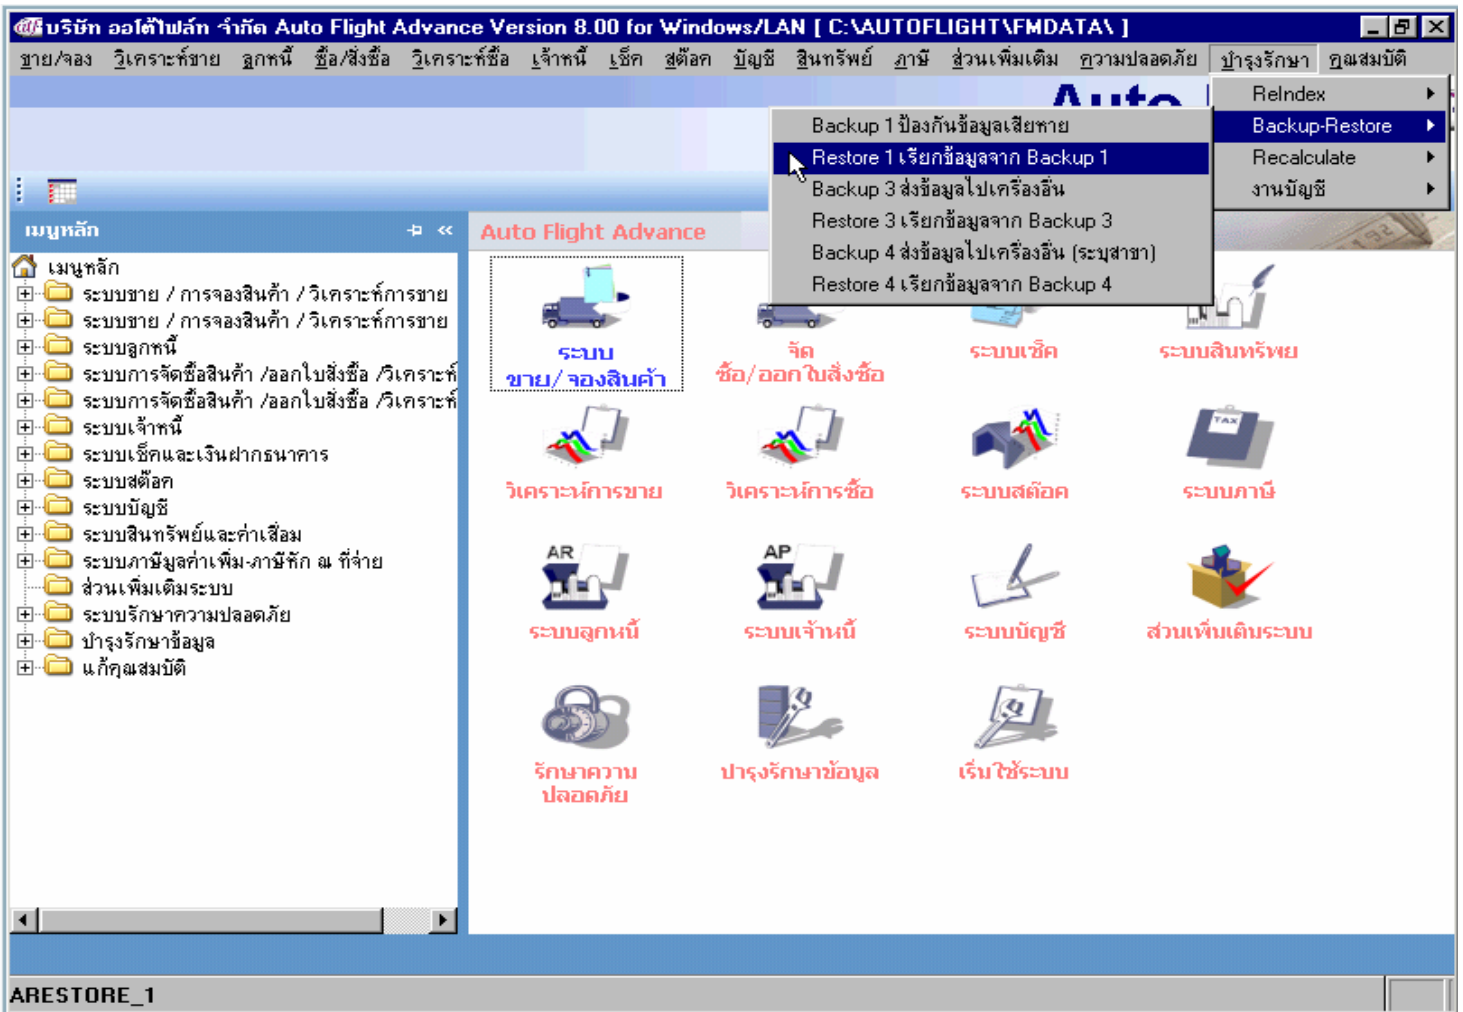 บริษัท ออโต้ไฟล์ท จำกัด Auto Flight Advance Version 8.00 for Windows/LAN [ C:\AUTOFLIGHT\FMDATA\ ]
ขาย/จอง วิเคราะห์ขาย ลูกหนี้ ซื้อ/สั่งซื้อ วิเคราะห์ซื้อ เจ้าหนี้ เช็ค สต๊อค บัญชี สินทรัพย์ ภาษี ส่วนเพิ่มเติม ความปลอดภัย บำรุงรักษา คุณสมบัติ
Auto
ReIndex
Backup-Restore
Recalculate
งานบัญชี
Backup 1 ป้องกันข้อมูลเสียหาย
Restore 1 เรียกข้อมูลจาก Backup 1
Backup 3 ส่งข้อมูลไปเครื่องอื่น
Restore 3 เรียกข้อมูลจาก Backup 3
Backup 4 ส่งข้อมูลไปเครื่องอื่น (ระบุสาขา)
Restore 4 เรียกข้อมูลจาก Backup 4
เมนูหลัก
เมนูหลัก
ระบบขาย / การจองสินค้า / วิเคราะห์การขาย
ระบบขาย / การจองสินค้า / วิเคราะห์การขาย
ระบบลูกหนี้
ระบบการจัดซื้อสินค้า /ออกใบสั่งซื้อ /วิเคราะห์
ระบบการจัดซื้อสินค้า /ออกใบสั่งซื้อ /วิเคราะห์
ระบบเจ้าหนี้
ระบบเช็คและเงินฝากธนาคาร
ระบบสต๊อค
ระบบบัญชี
ระบบสินทรัพย์และค่าเสื่อม
ระบบภาษีมูลค่าเพิ่ม-ภาษีหัก ณ ที่จ่าย
ส่วนเพิ่มเติมระบบ
ระบบรักษาความปลอดภัย
บำรุงรักษาข้อมูล
แก้คุณสมบัติ
Auto Flight Advance
ระบบ
ขาย/ จองสินค้า
จัด
ซื้อ/ออกใบสั่งซื้อ
ระบบเช็ค
ระบบสินทรัพย
วิเคราะห์การขาย
วิเคราะห์การซื้อ
ระบบสต๊อค
TAX
ระบบภาษี
AR
ระบบลูกหนี้
AP
ระบบเจ้าหนี้
ระบบบัญชี
ส่วนเพิ่มเติมระบบ
รักษาความ
ปลอดภัย
บำรุงรักษาข้อมูล
เริ่มใช้ระบบ
ARESTORE_1